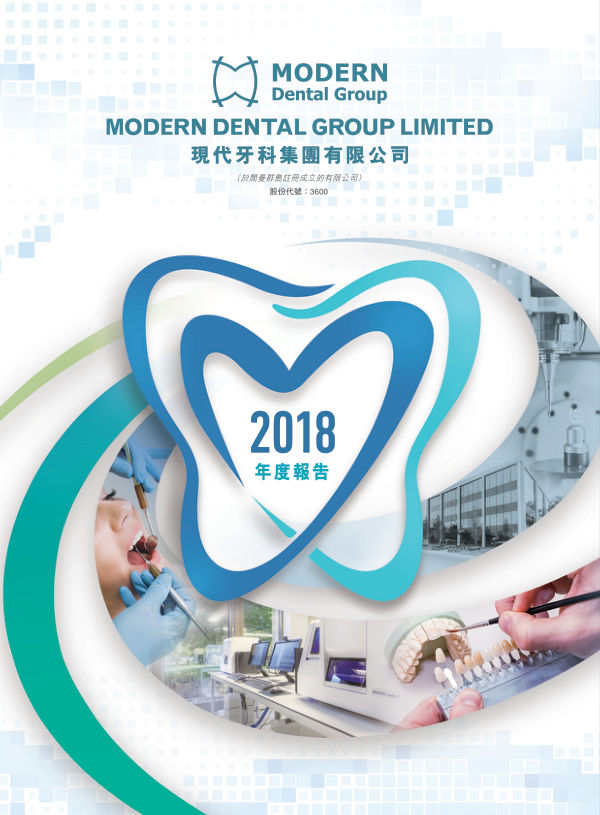 MODERN
Dental Group
MODERN DENTAL GROUP LIMITED
現代牙科集團有限公司
（於開曼群島註冊成立的有限公司）
股份代號：3600
2018
年度報告